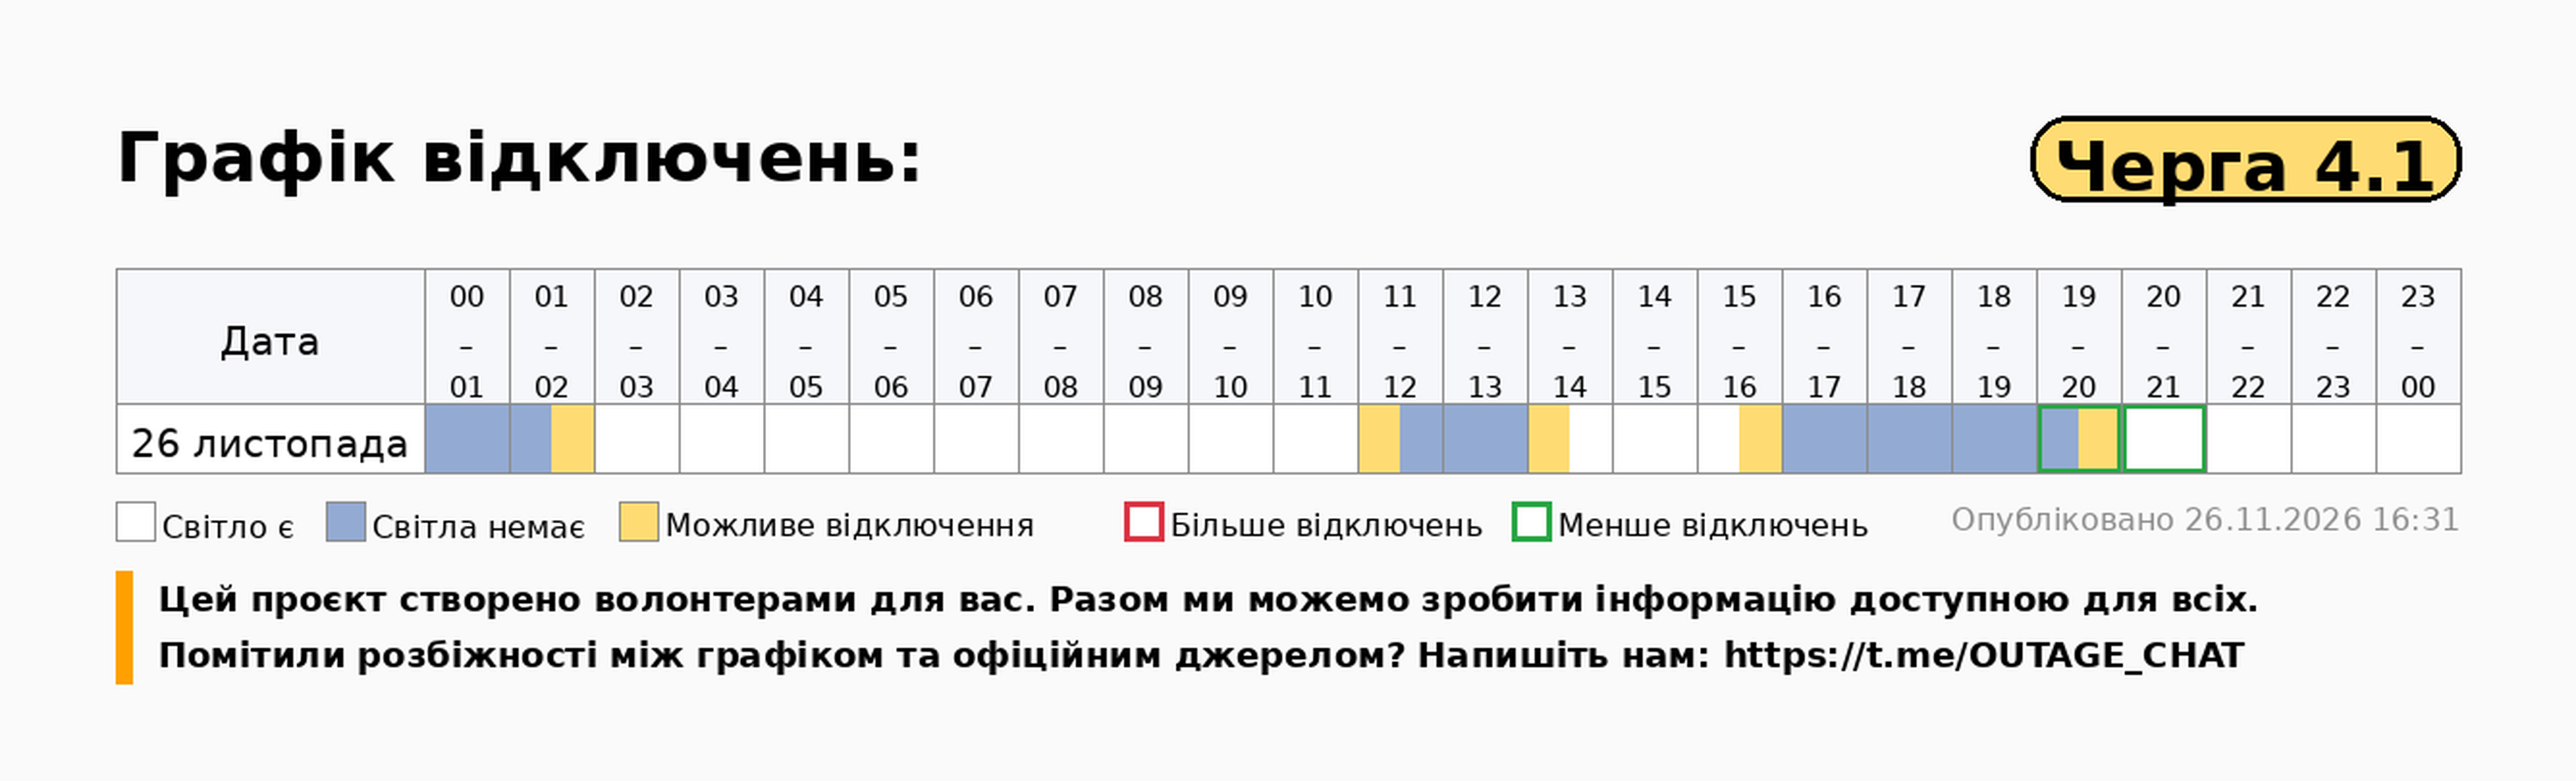 Графік відключень:
Черга 4.1
Дата 00 – 01 01 – 02 02 – 03 03 – 04 04 – 05 05 – 06 06 – 07 07 – 08 08 – 09 09 – 10 10 – 11 11 – 12 12 – 13 13 – 14 14 – 15 15 – 16 16 – 17 17 – 18 18 – 19 19 – 20 20 – 21 21 – 22 22 – 23 23 – 00
26 листопада
Світло є Світла немає Можливе відключення Більше відключень Менше відключень Опубліковано 26.11.2026 16:31
Цей проєкт створено волонтерами для вас. Разом ми можемо зробити інформацію доступною для всіх.
Помітили розбіжності між графіком та офіційним джерелом? Напишіть нам: https://t.me/OUTAGE_CHAT